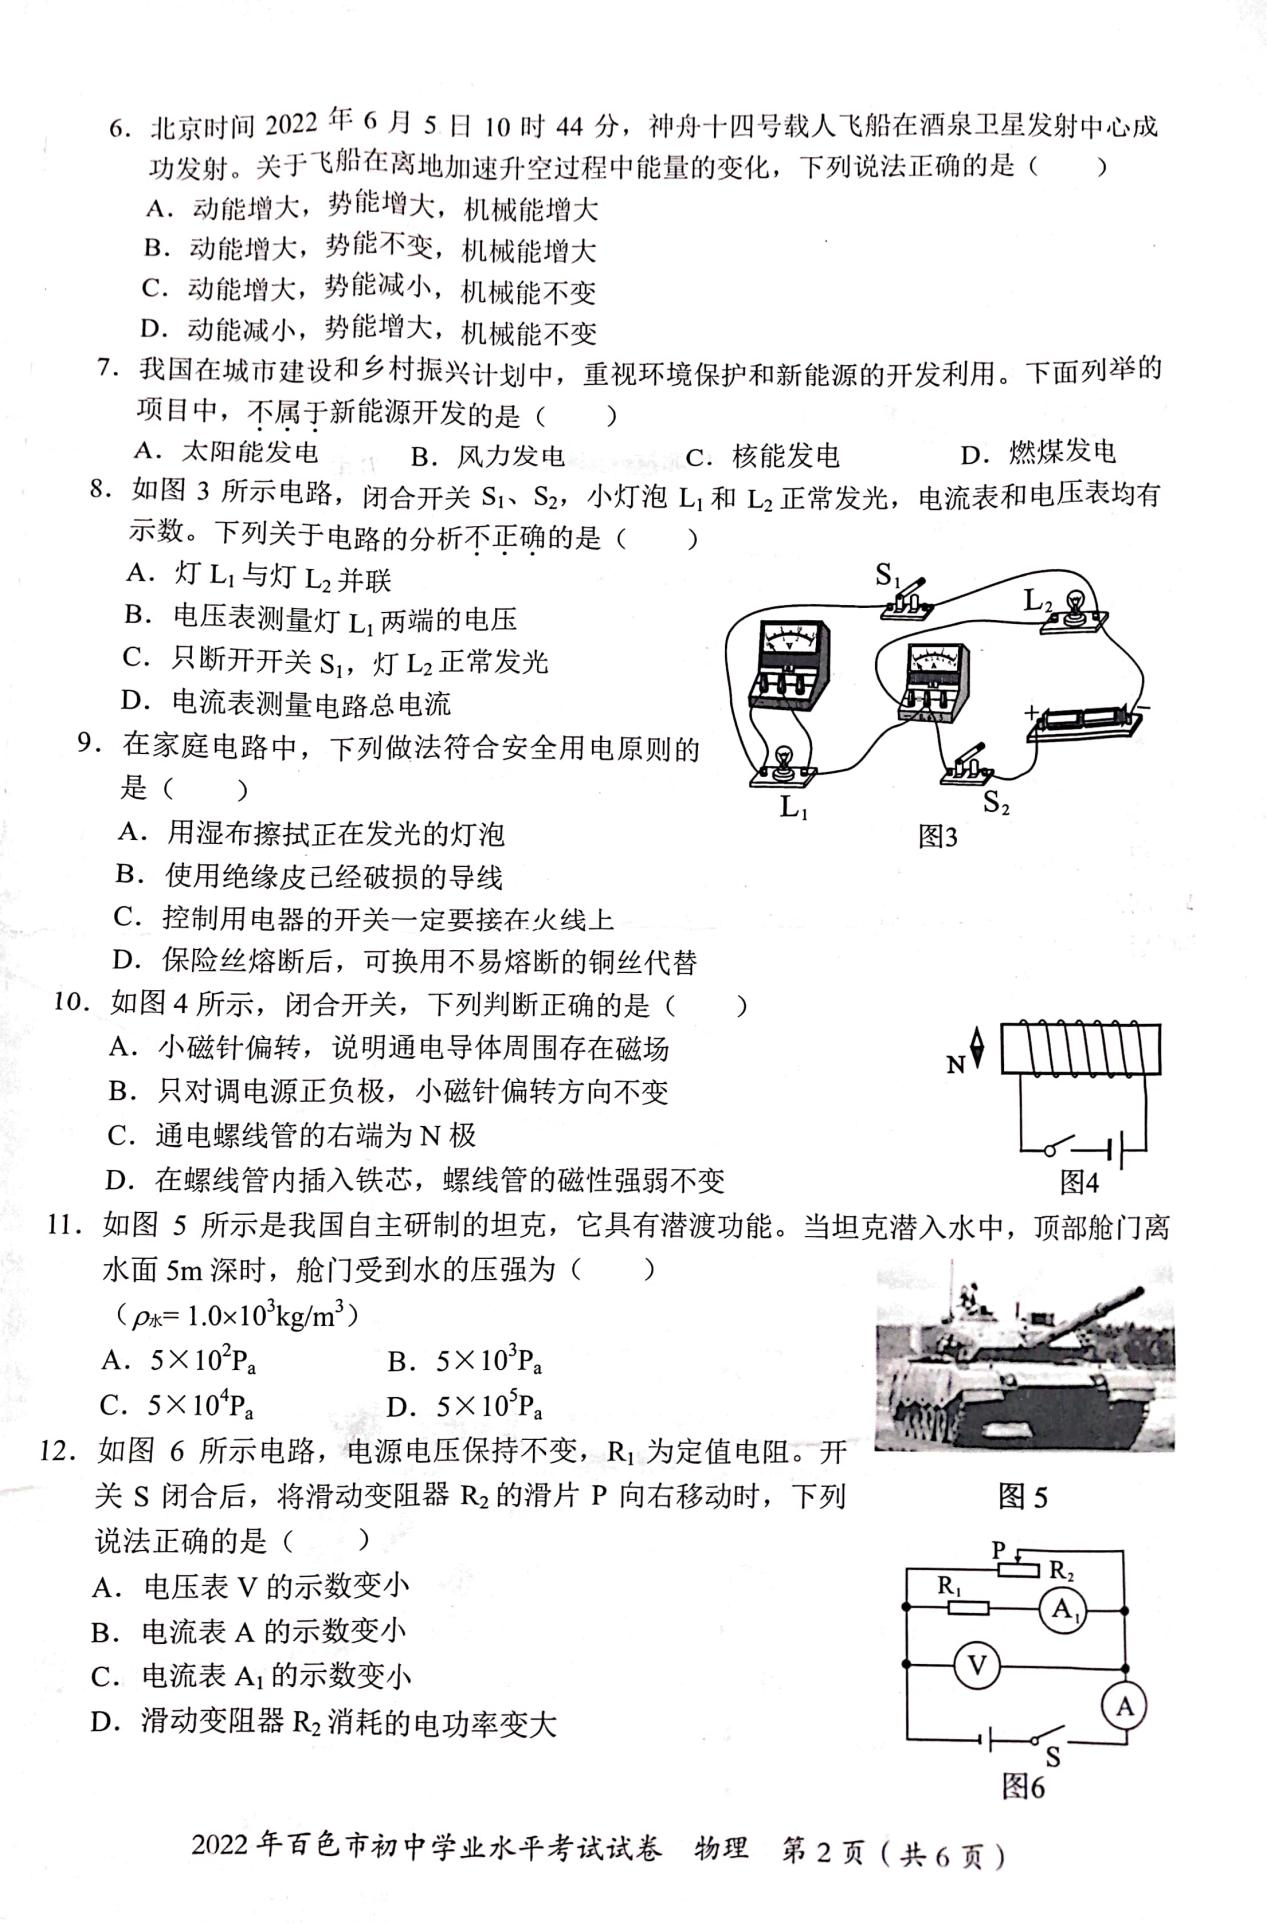 6．北京时间 2022 年 6 月 5 日 10 时 44 分，神舟十四号载人飞船在酒泉卫星发射中心成
功发射。关于飞船在离地加速升空过程中能量的变化，下列说法正确的是（　　）
A．动能增大，势能增大，机械能增大
B．动能增大，势能不变，机械能增大
C．动能增大，势能减小，机械能不变
D．动能减小，势能增大，机械能不变
7．我国在城市建设和乡村振兴计划中，重视环境保护和新能源的开发利用。下面列举的
项目中，不属于新能源开发的是（　　）
A．太阳能发电　　B．风力发电　　C．核能发电　　D．燃煤发电
8．如图 3 所示电路，闭合开关 S₁、S₂，小灯泡 L₁ 和 L₂ 正常发光，电流表和电压表均有
示数。下列关于电路的分析不正确的是（　　）
A．灯 L₁ 与灯 L₂ 并联
B．电压表测量灯 L₁ 两端的电压
C．只断开开关 S₁，灯 L₂ 正常发光
D．电流表测量电路总电流
S₁
L₂
V
A
+ −
L₁
S₂
图3
9．在家庭电路中，下列做法符合安全用电原则的
是（　　）
A．用湿布擦拭正在发光的灯泡
B．使用绝缘皮已经破损的导线
C．控制用电器的开关一定要接在火线上
D．保险丝熔断后，可换用不易熔断的铜丝代替
10．如图 4 所示，闭合开关，下列判断正确的是（　　）
A．小磁针偏转，说明通电导体周围存在磁场
B．只对调电源正负极，小磁针偏转方向不变
C．通电螺线管的右端为 N 极
D．在螺线管内插入铁芯，螺线管的磁性强弱不变
N
图4
11．如图 5 所示是我国自主研制的坦克，它具有潜渡功能。当坦克潜入水中，顶部舱门离
水面 5m 深时，舱门受到水的压强为（　　）
（ρ水= 1.0×10³kg/m³）
A．5×10²Pₐ　　B．5×10³Pₐ
C．5×10⁴Pₐ　　D．5×10⁵Pₐ
图 5
12．如图 6 所示电路，电源电压保持不变，R₁ 为定值电阻。开
关 S 闭合后，将滑动变阻器 R₂ 的滑片 P 向右移动时，下列
说法正确的是（　　）
A．电压表 V 的示数变小
B．电流表 A 的示数变小
C．电流表 A₁ 的示数变小
D．滑动变阻器 R₂ 消耗的电功率变大
P
R₂
R₁
A₁
V
A
S
图6
2022 年百色市初中学业水平考试试卷　物理　第 2 页（共 6 页）